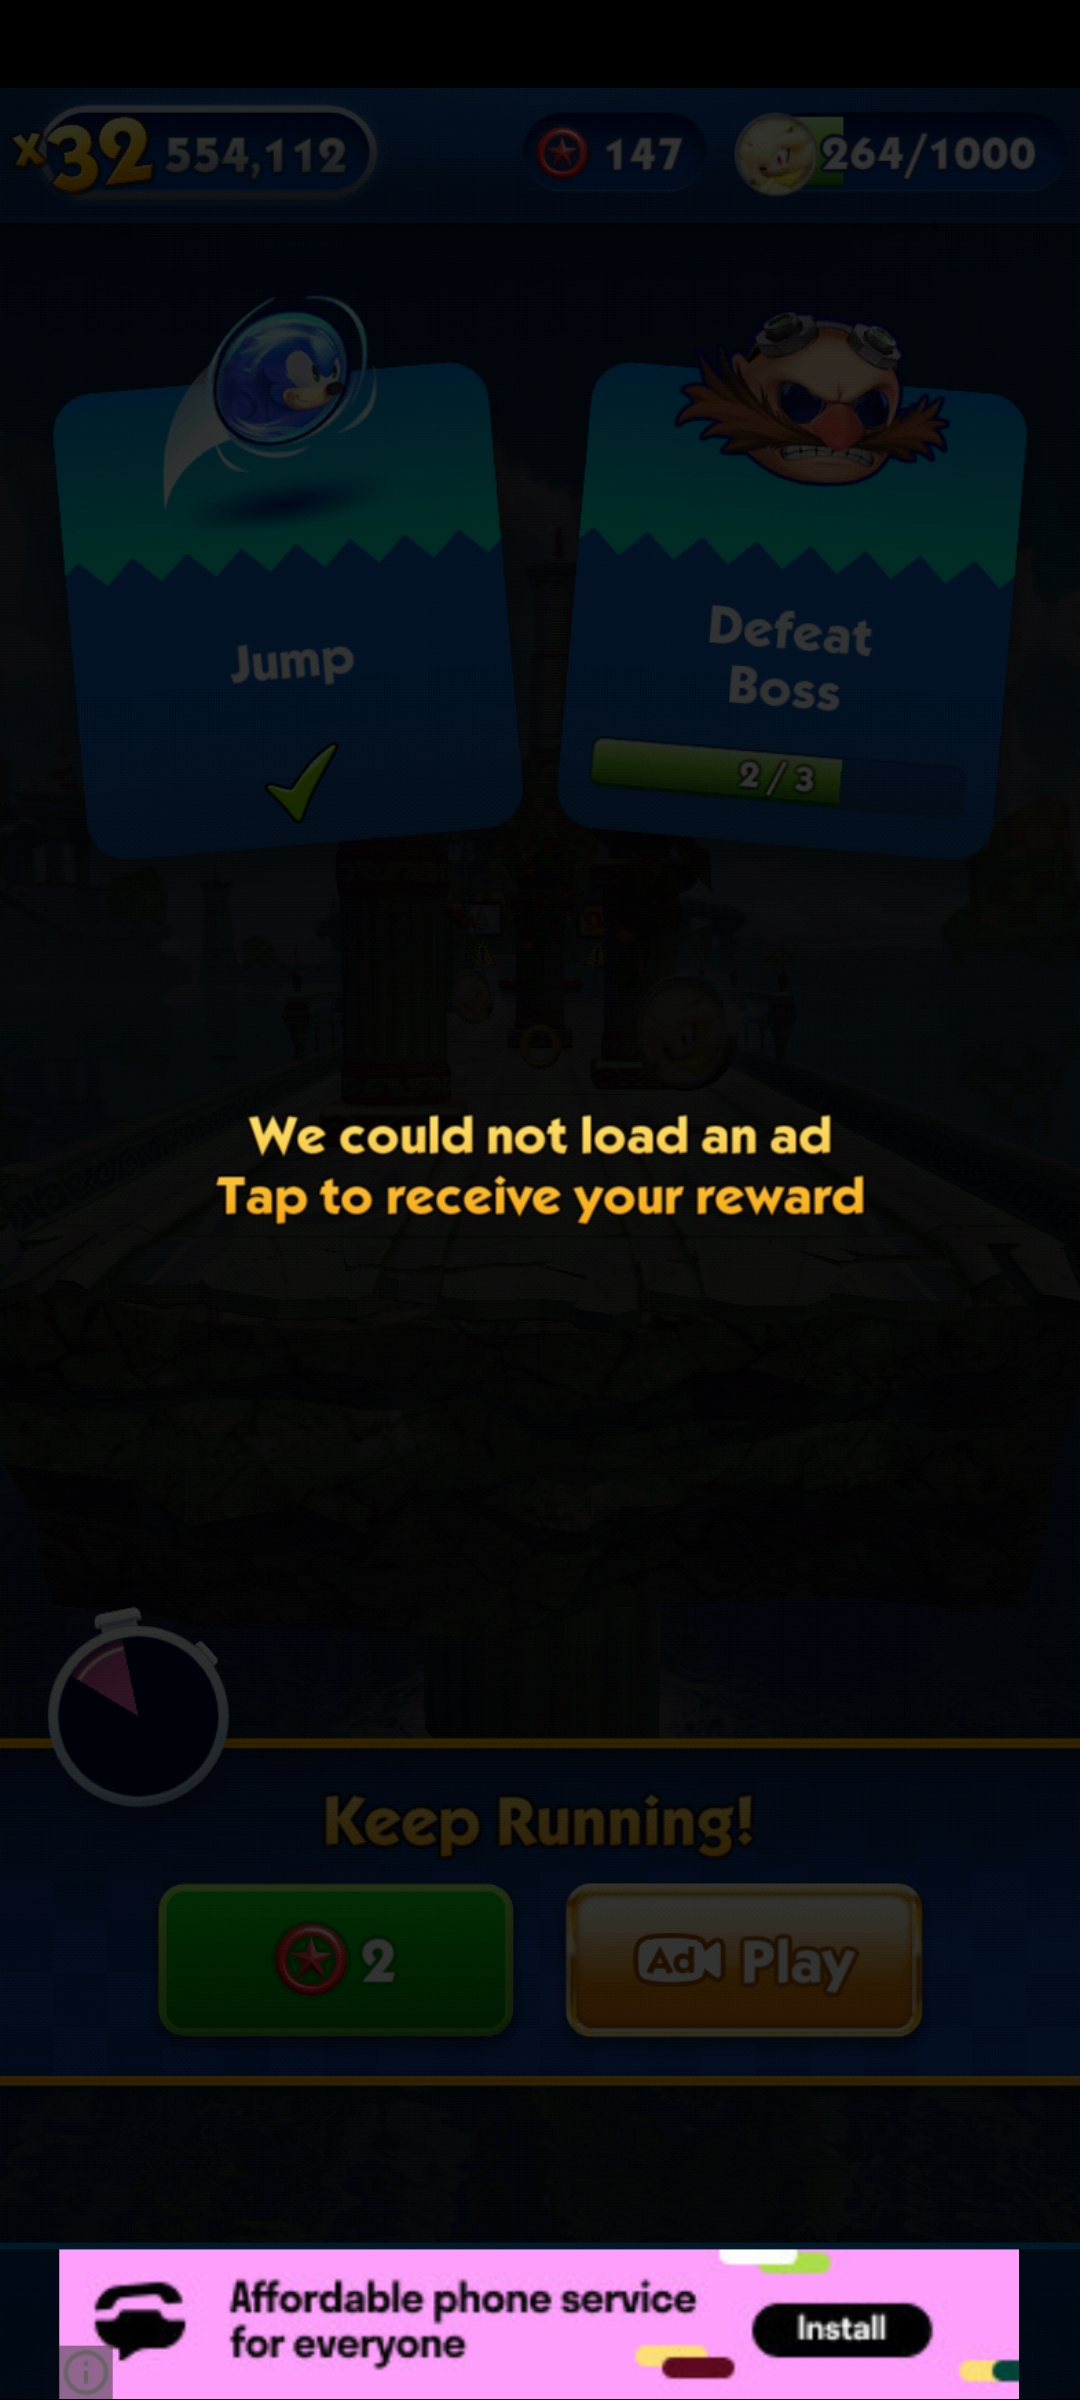 x32 554,112 147 264/1000
Jump
Defeat
Boss
2/3
We could not load an ad
Tap to receive your reward
Keep Running!
2
Ad Play
Affordable phone service
for everyone
Install